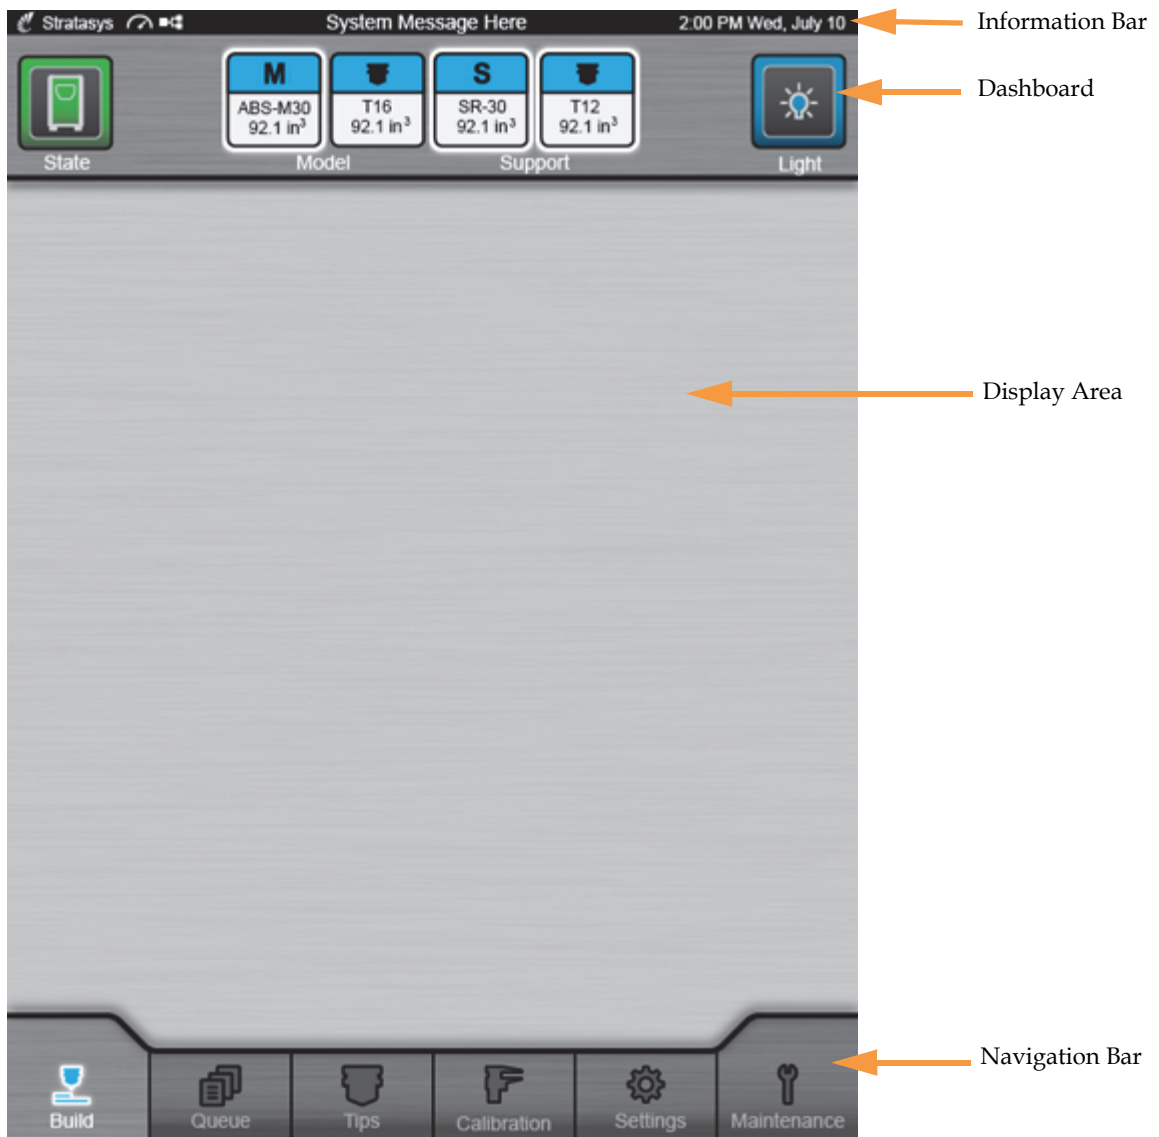 Stratasys System Message Here 2:00 PM Wed, July 10
Information Bar
Dashboard
M S
ABS-M30 T16 SR-30 T12
92.1 in³ 92.1 in³ 92.1 in³ 92.1 in³
State Model Support Light
Display Area
Navigation Bar
Build Queue Tips Calibration Settings Maintenance